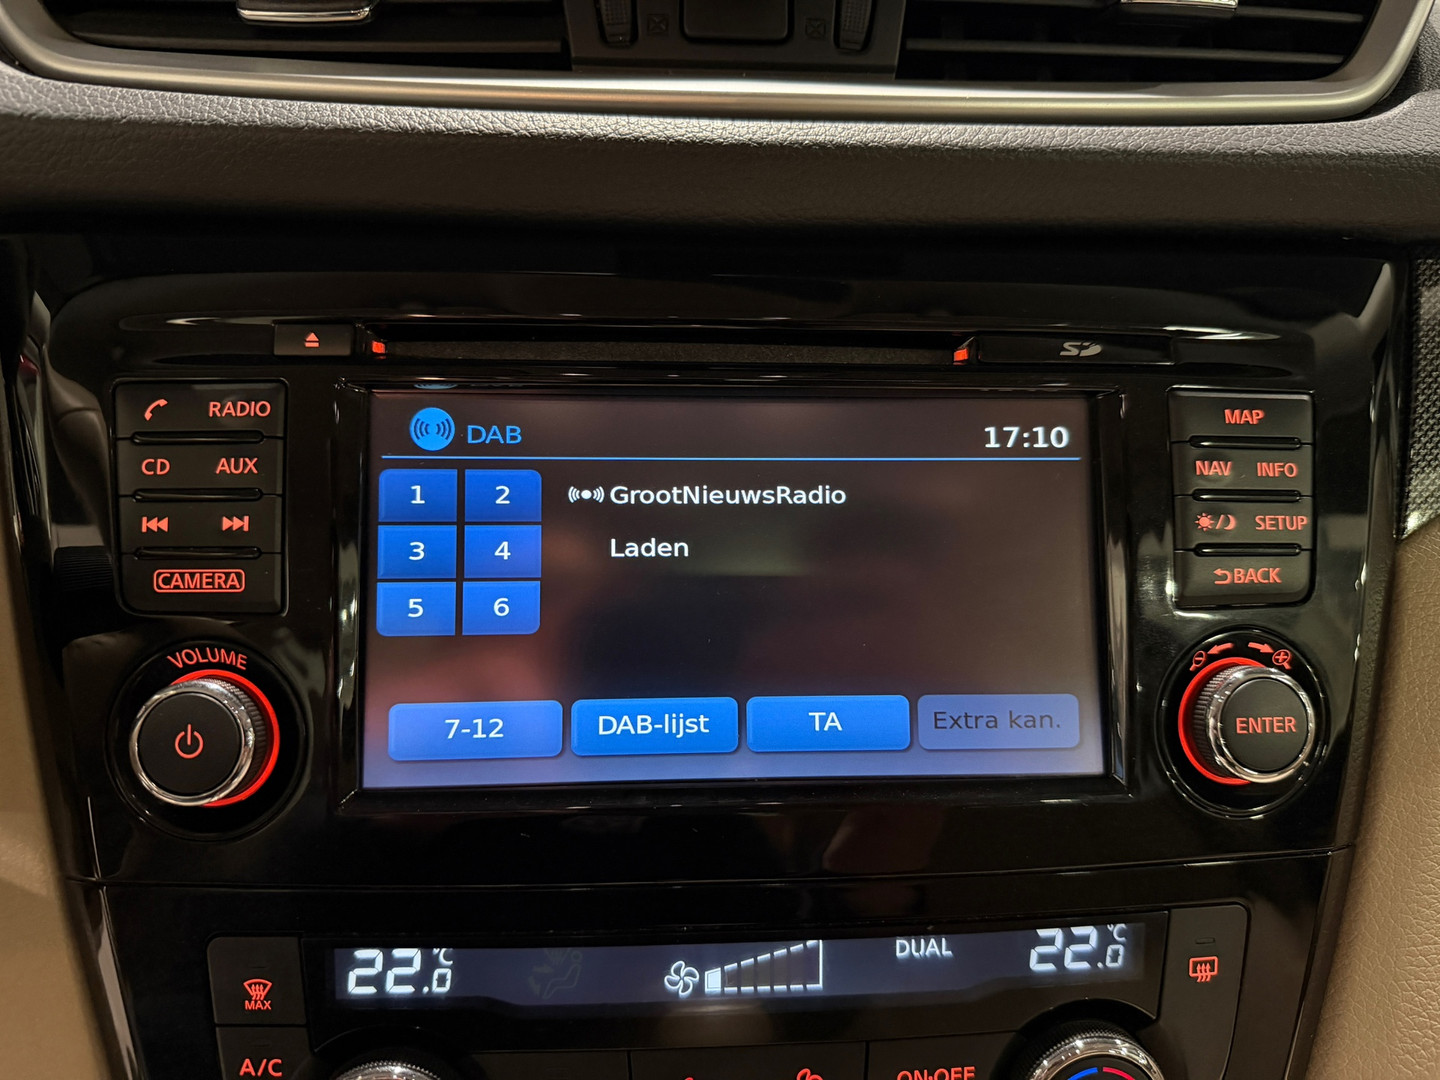 SD
RADIO
CD AUX
CAMERA
VOLUME
DAB 17:10
1 2 GrootNieuwsRadio
3 4 Laden
5 6
7-12 DAB-lijst TA Extra kan.
MAP
NAV INFO
SETUP
BACK
ENTER
22.0 °C DUAL 22.0 °C
MAX
A/C
ON·OFF